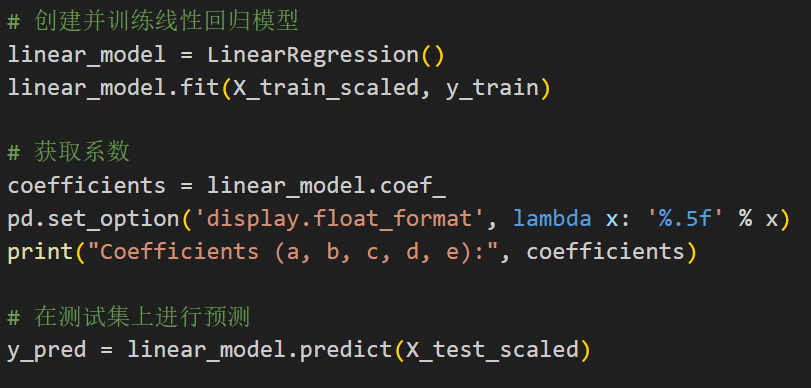 # 创建并训练线性回归模型
linear_model = LinearRegression()
linear_model.fit(X_train_scaled, y_train)
# 获取系数
coefficients = linear_model.coef_
pd.set_option('display.float_format', lambda x: '%.5f' % x)
print("Coefficients (a, b, c, d, e):", coefficients)
# 在测试集上进行预测
y_pred = linear_model.predict(X_test_scaled)